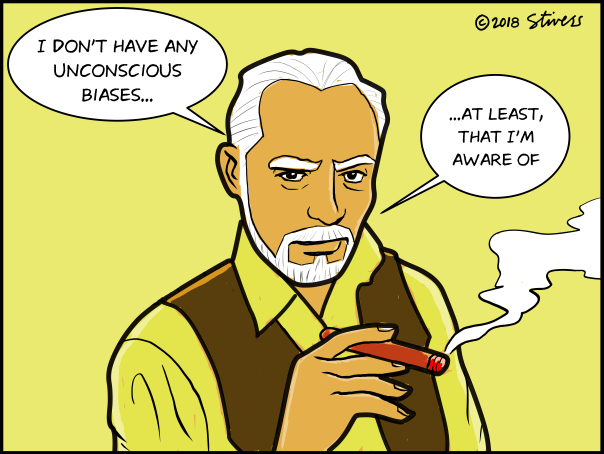 ©2018 Stivers
I DON'T HAVE ANY
UNCONSCIOUS
BIASES...
...AT LEAST,
THAT I'M
AWARE OF